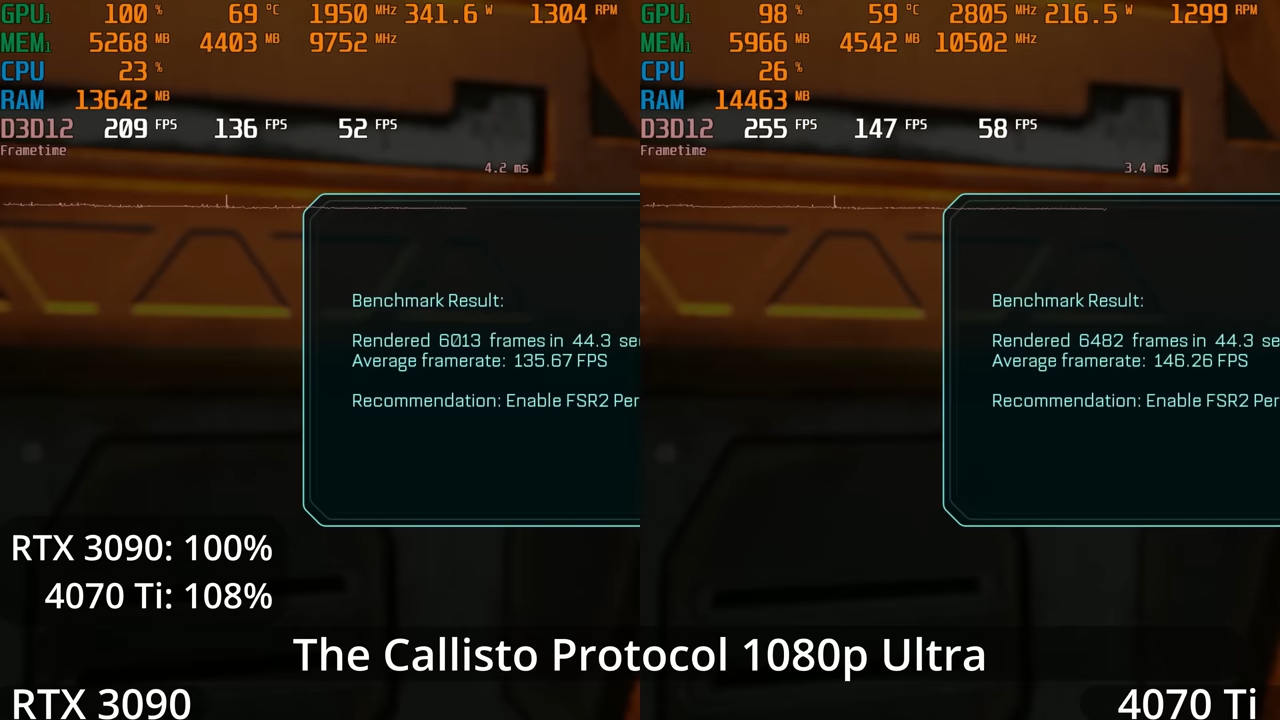 GPU1 100 % 69 °C 1950 MHz 341.6 W 1304 RPM
MEM1 5268 MB 4403 MB 9752 MHz
CPU 23 %
RAM 13642 MB
D3D12 209 FPS 136 FPS 52 FPS
Frametime
4.2 ms
Benchmark Result:
Rendered 6013 frames in 44.3 se
Average framerate: 135.67 FPS
Recommendation: Enable FSR2 Per
RTX 3090: 100%
4070 Ti: 108%
GPU1 98 % 59 °C 2805 MHz 216.5 W 1299 RPM
MEM1 5966 MB 4542 MB 10502 MHz
CPU 26 %
RAM 14463 MB
D3D12 255 FPS 147 FPS 58 FPS
Frametime
3.4 ms
Benchmark Result:
Rendered 6482 frames in 44.3 se
Average framerate: 146.26 FPS
Recommendation: Enable FSR2 Per
The Callisto Protocol 1080p Ultra
RTX 3090
4070 Ti